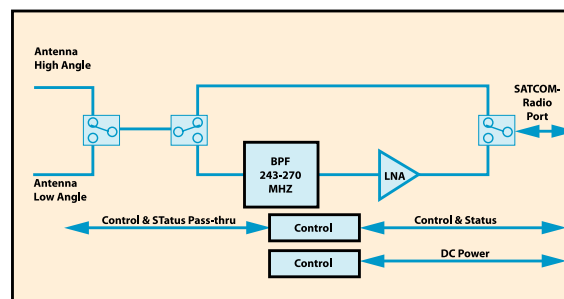 Antenna
High Angle
SATCOM-
Radio
Port
BPF
243-270
MHZ
LNA
Antenna
Low Angle
Control & STatus Pass-thru
Control
Control & Status
Control
DC Power